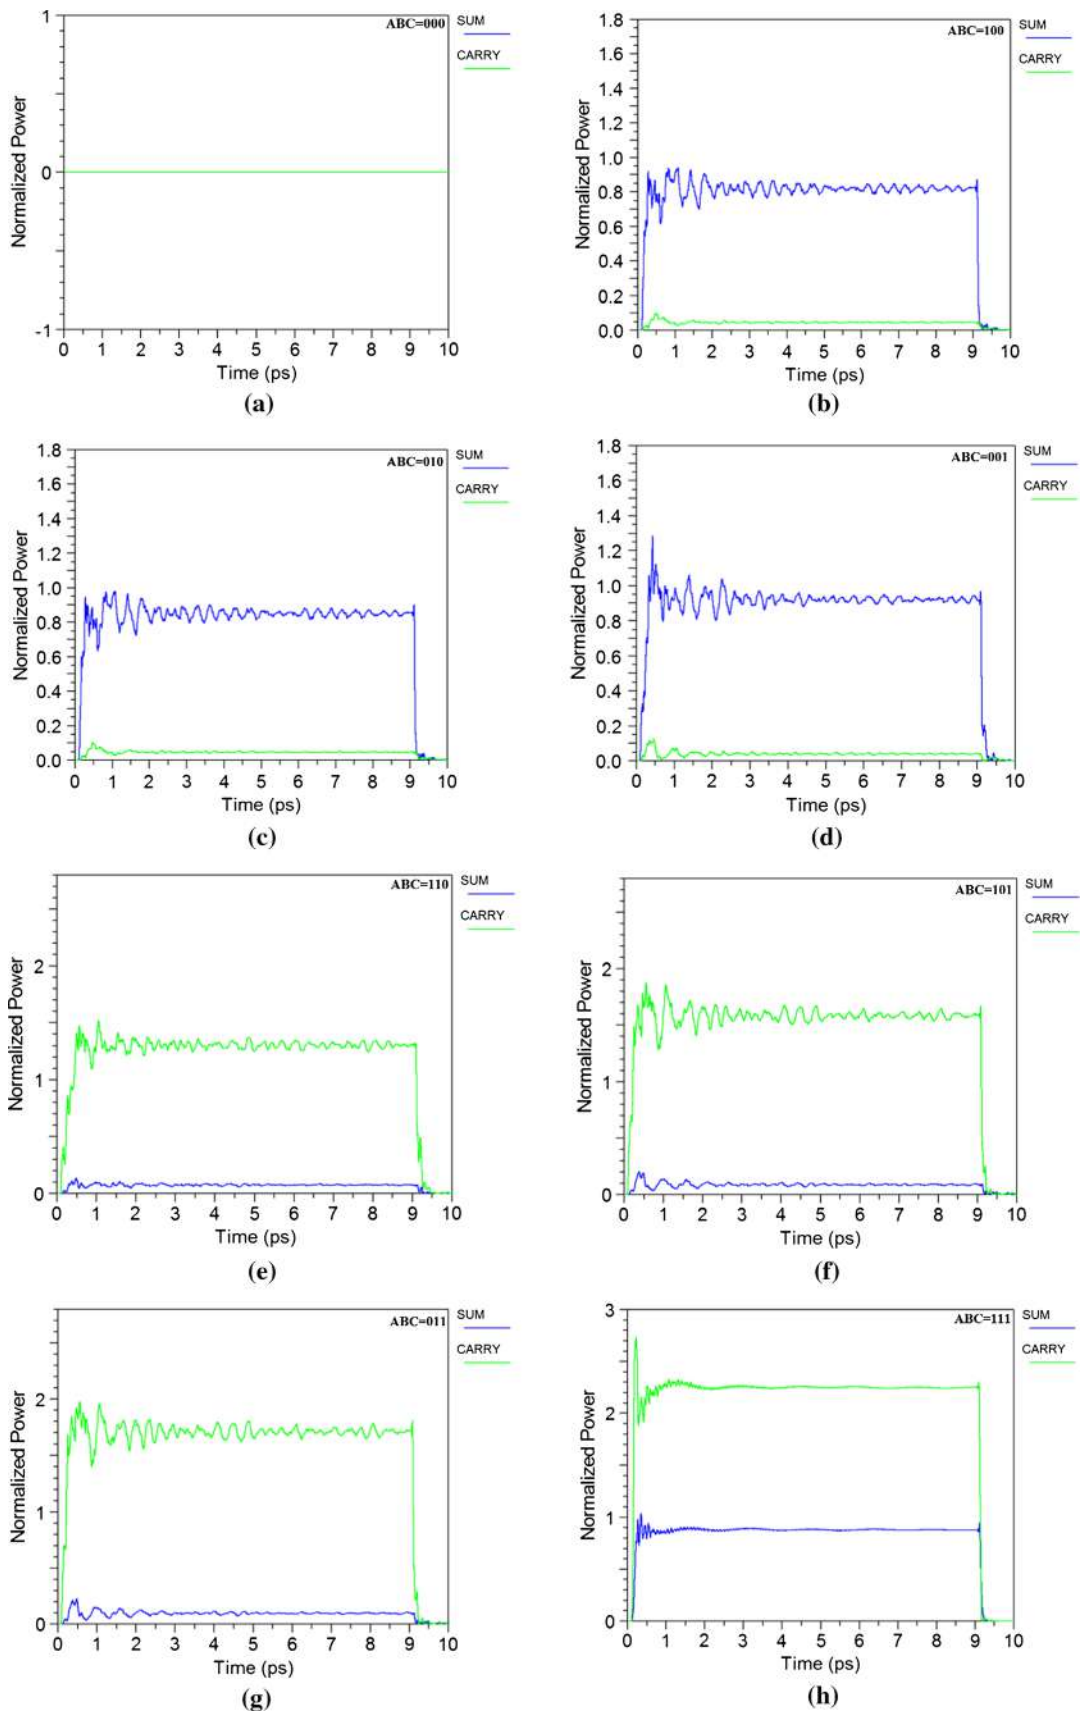 1
0
-1
Normalized Power
0 1 2 3 4 5 6 7 8 9 10
Time (ps)
ABC=000
SUM
CARRY
(a)
1.8
1.6
1.4
1.2
1.0
0.8
0.6
0.4
0.2
0.0
Normalized Power
0 1 2 3 4 5 6 7 8 9 10
Time (ps)
ABC=100
SUM
CARRY
(b)
1.8
1.6
1.4
1.2
1.0
0.8
0.6
0.4
0.2
0.0
Normalized Power
0 1 2 3 4 5 6 7 8 9 10
Time (ps)
ABC=010
SUM
CARRY
(c)
1.8
1.6
1.4
1.2
1.0
0.8
0.6
0.4
0.2
0.0
Normalized Power
0 1 2 3 4 5 6 7 8 9 10
Time (ps)
ABC=001
SUM
CARRY
(d)
2
1
0
Normalized Power
0 1 2 3 4 5 6 7 8 9 10
Time (ps)
ABC=110
SUM
CARRY
(e)
2
1
0
Normalized Power
0 1 2 3 4 5 6 7 8 9 10
Time (ps)
ABC=101
SUM
CARRY
(f)
2
1
0
Normalized Power
0 1 2 3 4 5 6 7 8 9 10
Time (ps)
ABC=011
SUM
CARRY
(g)
3
2
1
0
Normalized Power
0 1 2 3 4 5 6 7 8 9 10
Time (ps)
ABC=111
SUM
CARRY
(h)